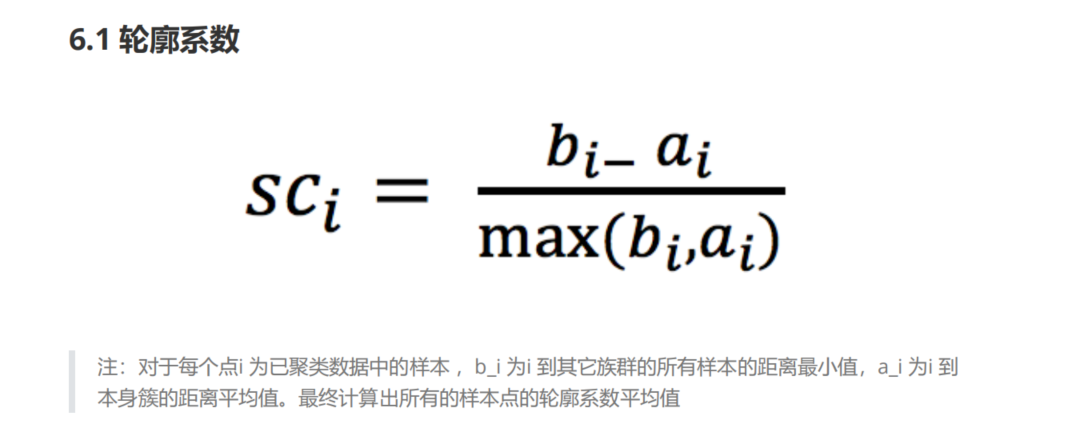 6.1 轮廓系数
sc_i = \frac{b_i - a_i}{\max(b_i, a_i)}
注：对于每个点i 为已聚类数据中的样本 ，b_i 为i 到其它族群的所有样本的距离最小值，a_i 为i 到
本身簇的距离平均值。最终计算出所有的样本点的轮廓系数平均值